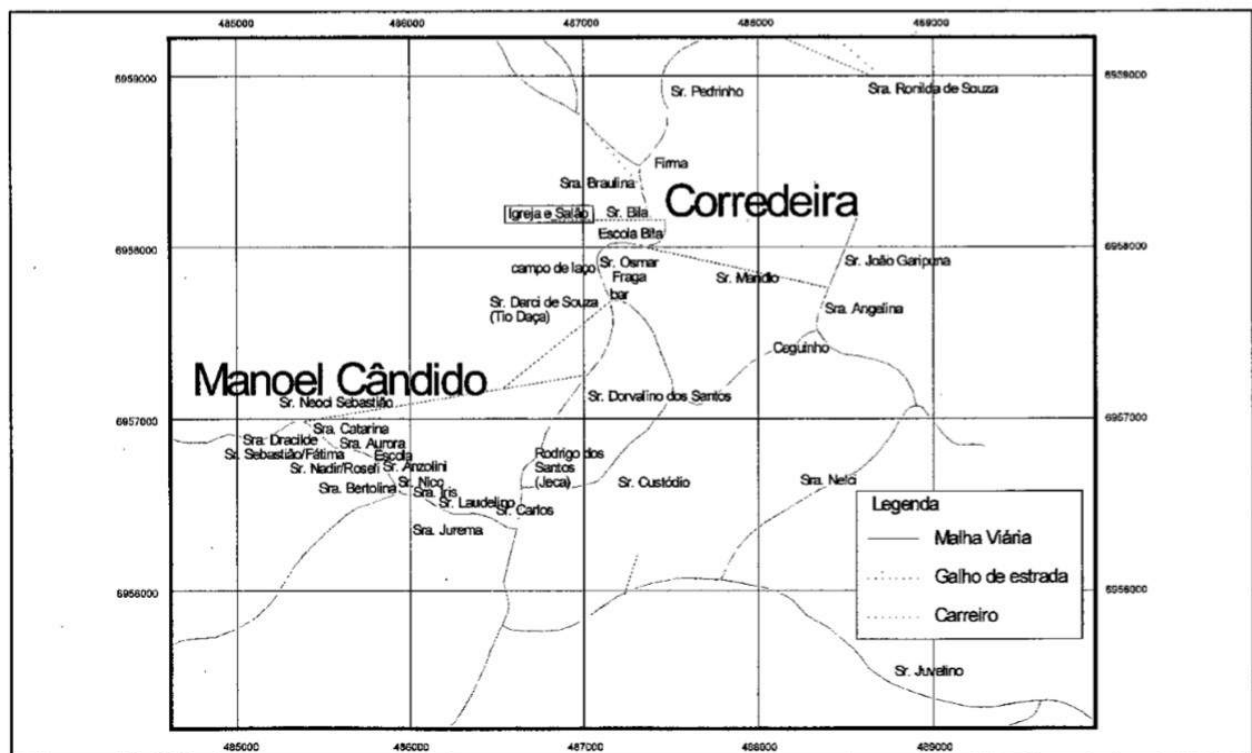 485000 486000 487000 488000 489000
6959000 6959000
Sr. Pedrinho
Sra. Ronilda de Souza
Firma
Sra. Braulina
Igreja e Salão
Sr. Bila
Corredeira
Escola Bila
6958000 6958000
campo de laço
Sr. Osmar
Fraga
bar
Sr. João Garipuna
Sr. Darci de Souza
(Tio Daça)
Sra. Angelina
Ceguinho
Manoel Cândido
Sr. Neoci Sebastião
Sr. Dorvalino dos Santos
6957000 6957000
Sra. Catarina
Sra. Dracilde
Sra. Aurora
Sr. Sebastião/Fátima
Escola
Sr. Nadir/Roseli
Sr. Anzolini
Sra. Bertolina
Sr. Nico
Sra. Iris
Sr. Laudelino
Sr. Carlos
Sra. Jurema
Rodrigo dos
Santos
(Jeca)
Sr. Custódio
Sra. Nelci
Legenda
Malha Viária
Galho de estrada
Carreiro
6956000 6956000
Sr. Juvelino
485000 486000 487000 488000 489000